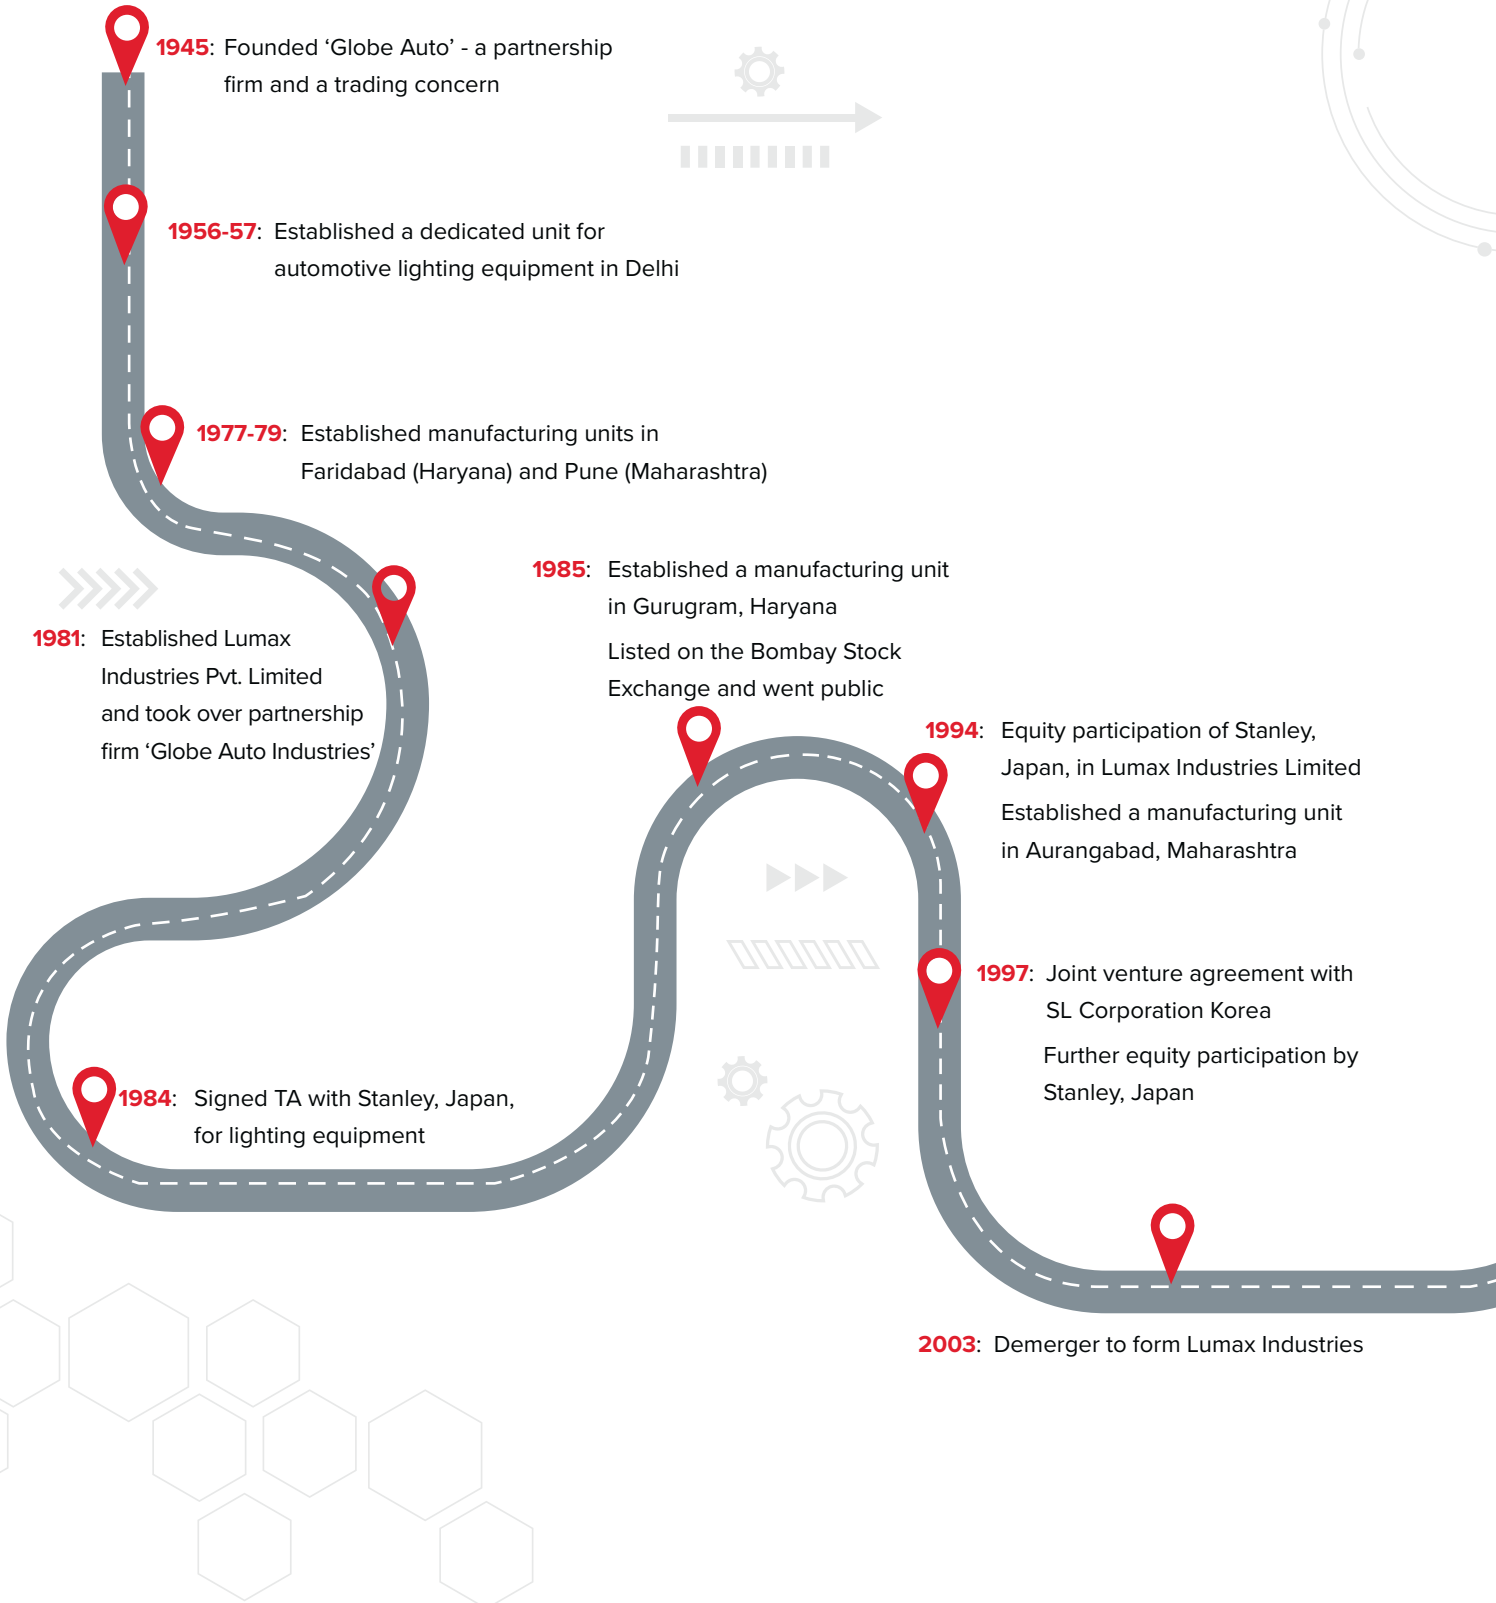 1945: Founded ‘Globe Auto’ - a partnership
firm and a trading concern
1956-57: Established a dedicated unit for
automotive lighting equipment in Delhi
1977-79: Established manufacturing units in
Faridabad (Haryana) and Pune (Maharashtra)
1981: Established Lumax
Industries Pvt. Limited
and took over partnership
firm ‘Globe Auto Industries’
1984: Signed TA with Stanley, Japan,
for lighting equipment
1985: Established a manufacturing unit
in Gurugram, Haryana
Listed on the Bombay Stock
Exchange and went public
1994: Equity participation of Stanley,
Japan, in Lumax Industries Limited
Established a manufacturing unit
in Aurangabad, Maharashtra
1997: Joint venture agreement with
SL Corporation Korea
Further equity participation by
Stanley, Japan
2003: Demerger to form Lumax Industries